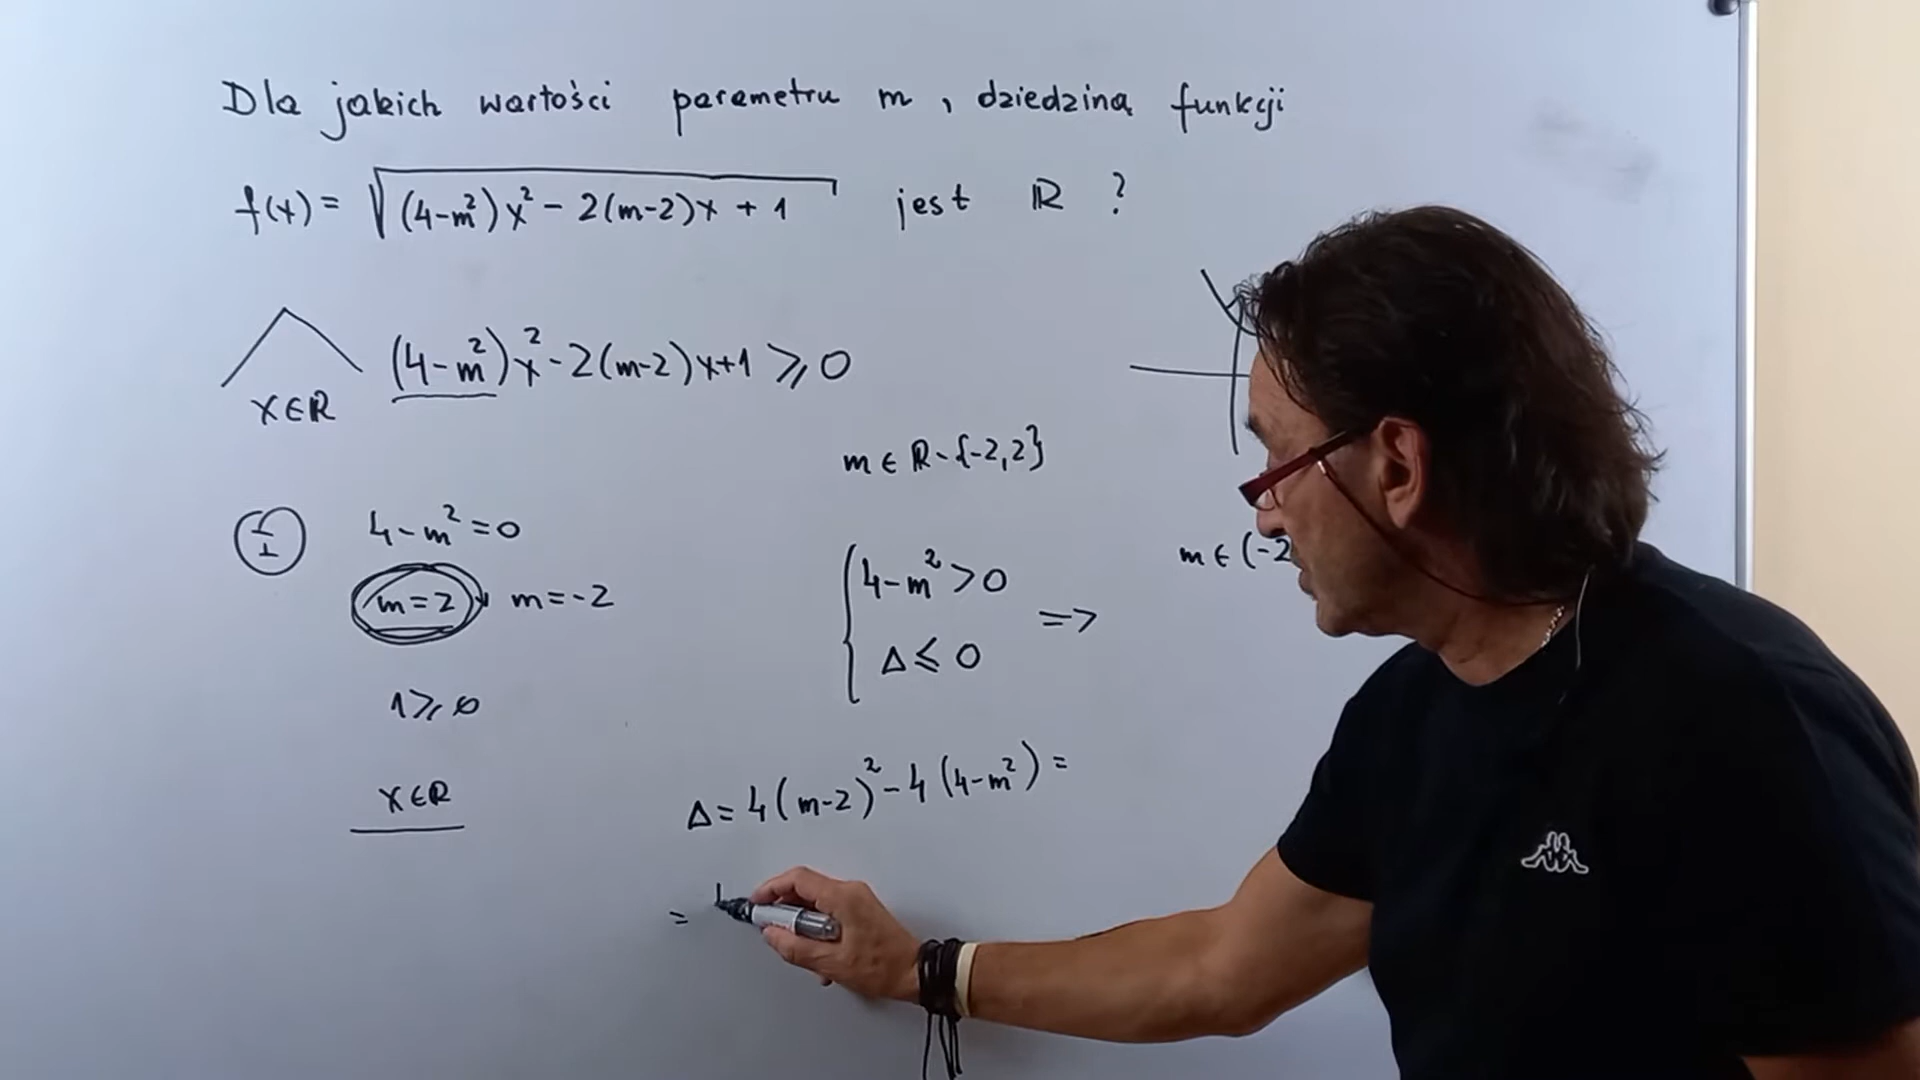 Dla jakich wartości parametru m, dziedziną funkcji
f(x) = √(4-m²)x² - 2(m-2)x + 1 jest ℝ ?
(4-m²)x² - 2(m-2)x+1 ≥ 0
x∈ℝ
m ∈ ℝ - {-2,2}
I
4-m² = 0
m=2 ∨ m=-2
1 ≥ 0
x∈ℝ
4-m² > 0
Δ ≤ 0
=>
m ∈ (-2
Δ = 4(m-2)² - 4(4-m²) =
=